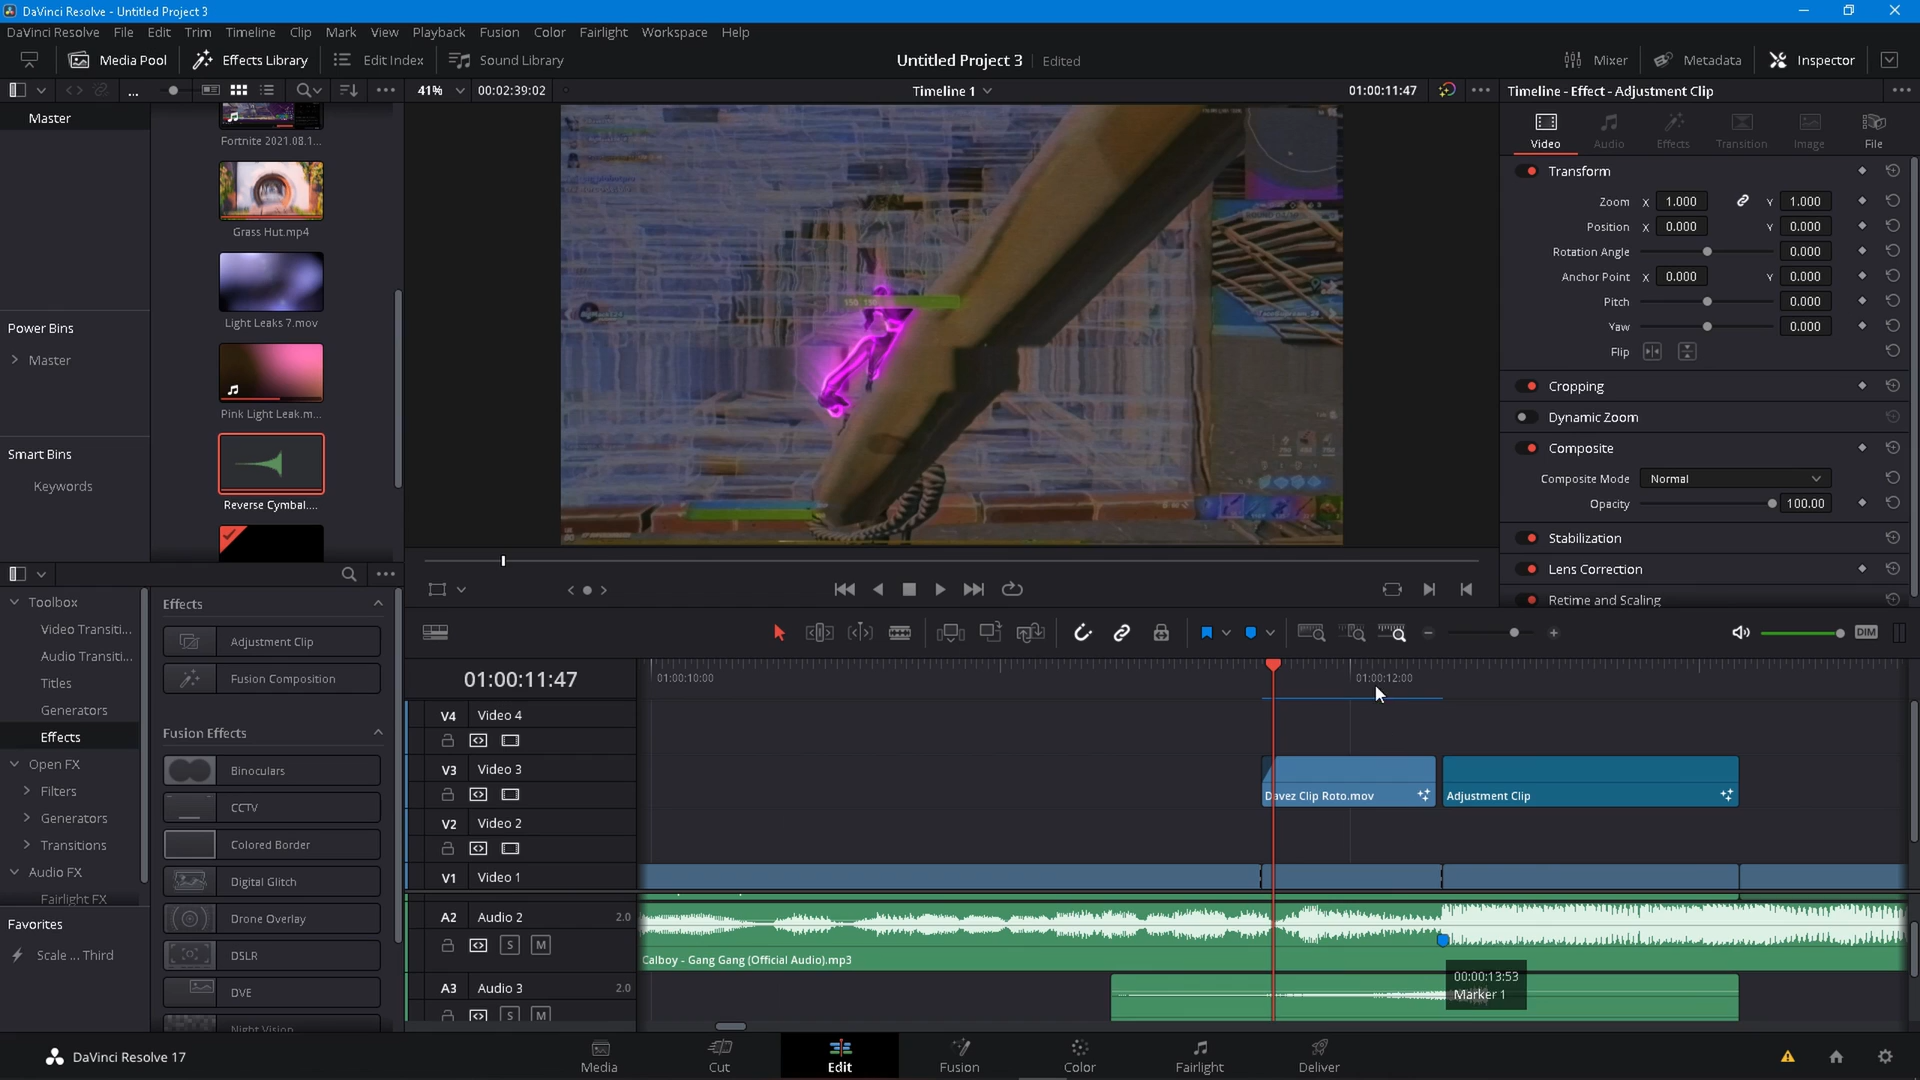 DaVinci Resolve - Untitled Project 3
DaVinci Resolve File Edit Trim Timeline Clip Mark View Playback Fusion Color Fairlight Workspace Help
Media Pool Effects Library Edit Index Sound Library Untitled Project 3 Edited Mixer Metadata Inspector
... 41% 00:02:39:02 Timeline 1 01:00:11:47 Timeline - Effect - Adjustment Clip
Master
Fortnite 2021.08.1...
Grass Hut.mp4
Light Leaks 7.mov
Pink Light Leak.m...
Reverse Cymbal....
Power Bins
Master
Smart Bins
Keywords
150 150
Video Audio Effects Transition Image File
Transform
Zoom X 1.000 Y 1.000
Position X 0.000 Y 0.000
Rotation Angle 0.000
Anchor Point X 0.000 Y 0.000
Pitch 0.000
Yaw 0.000
Flip
Cropping
Dynamic Zoom
Composite
Composite Mode Normal
Opacity 100.00
Stabilization
Lens Correction
Retime and Scaling
Toolbox
Video Transiti...
Audio Transiti...
Titles
Generators
Effects
Open FX
Filters
Generators
Transitions
Audio FX
Fairlight FX
Favorites
Scale ... Third
Effects
Adjustment Clip
Fusion Composition
Fusion Effects
Binoculars
CCTV
Colored Border
Digital Glitch
Drone Overlay
DSLR
DVE
Night Vision
DIM
01:00:11:47 01:00:10:00 01:00:12:00
V4 Video 4
V3 Video 3
Davez Clip Roto.mov Adjustment Clip
V2 Video 2
V1 Video 1
A2 Audio 2 2.0
S M
Calboy - Gang Gang (Official Audio).mp3
A3 Audio 3 2.0
S M
00:00:13:53
Marker 1
DaVinci Resolve 17
Media Cut Edit Fusion Color Fairlight Deliver